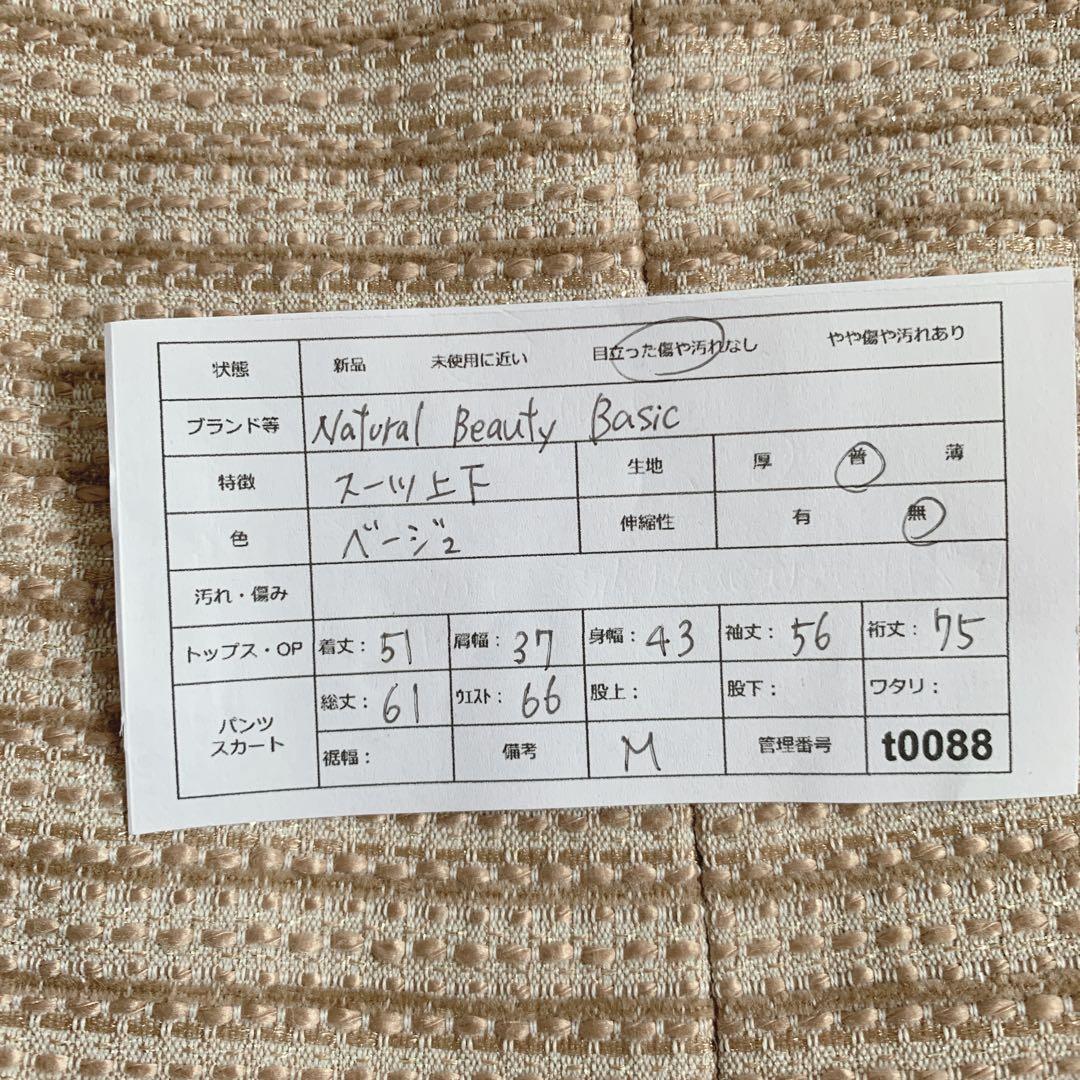 状態 新品 未使用に近い 目立った傷や汚れなし やや傷や汚れあり
ブランド等 Natural Beauty Basic
特徴 スーツ上下 生地 厚 普 薄
色 ベージュ 伸縮性 有 無
汚れ・傷み
トップス・OP 着丈：51 肩幅：37 身幅：43 袖丈：56 裄丈：75
パンツ スカート 総丈：61 ウエスト：66 股上： 股下： ワタリ：
裾幅： 備考 M 管理番号 t0088